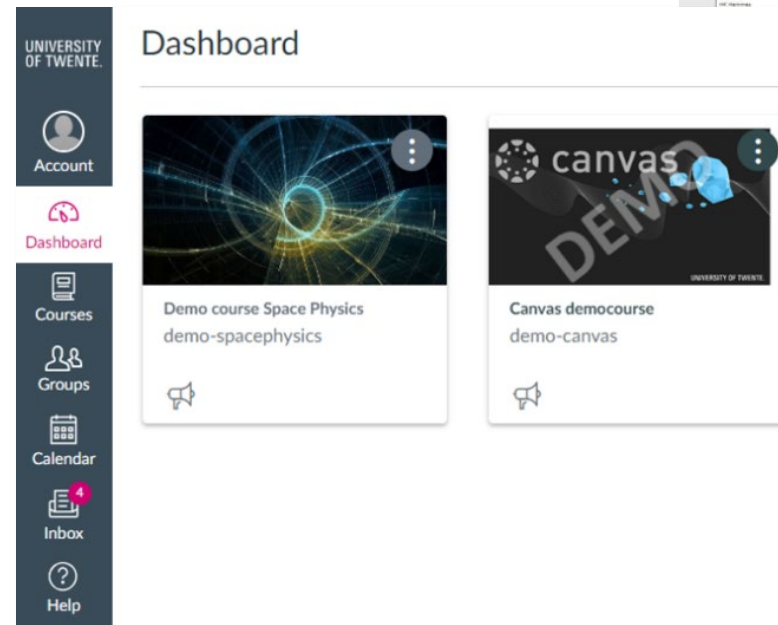 UNIVERSITY
OF TWENTE.
Dashboard
Account
Dashboard
Courses
Groups
Calendar
4
Inbox
Help
canvas
DEMO
UNIVERSITY OF TWENTE.
Demo course Space Physics
demo-spacephysics
Canvas democourse
demo-canvas